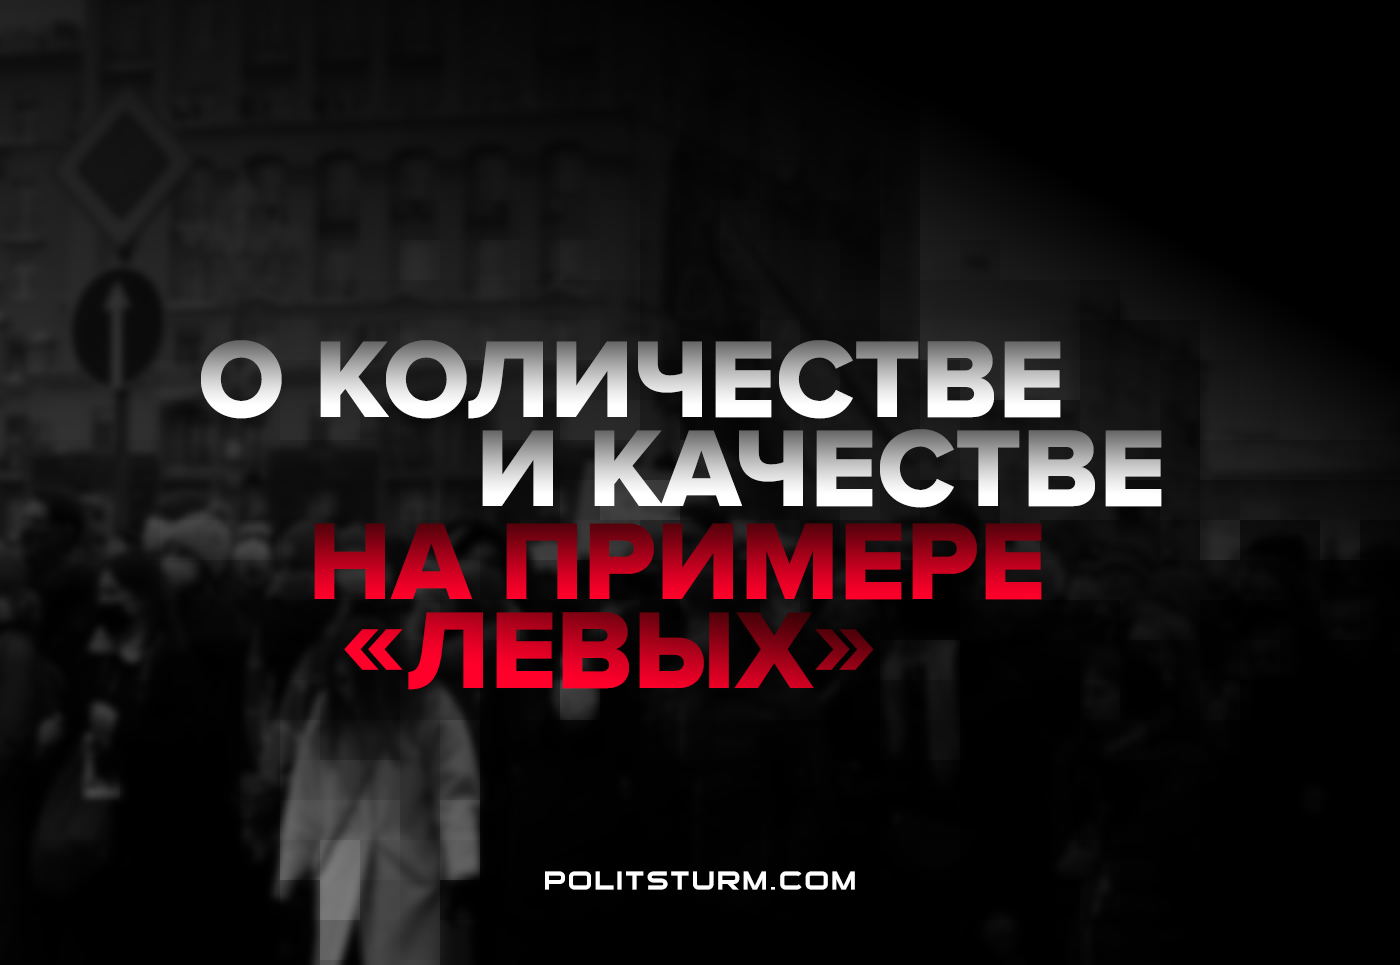 О КОЛИЧЕСТВЕ
И КАЧЕСТВЕ
НА ПРИМЕРЕ
«ЛЕВЫХ»
POLITSTURM.COM